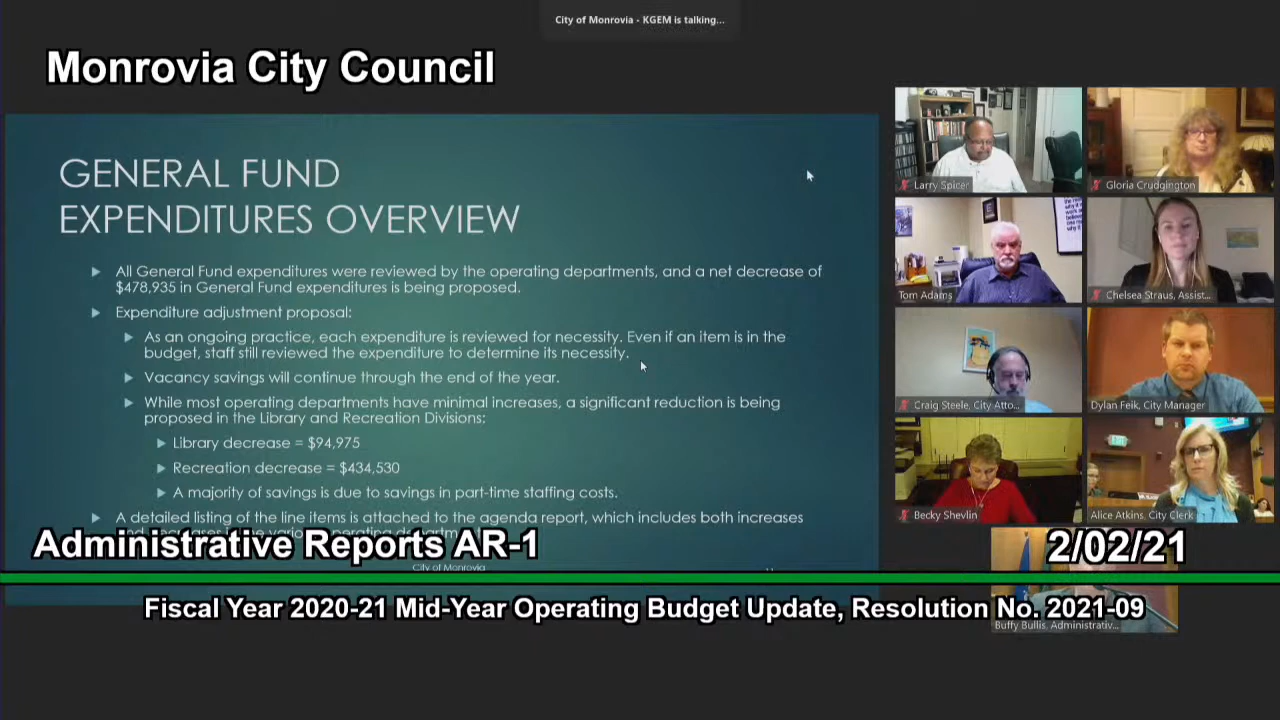 City of Monrovia - KGEM is talking...
Monrovia City Council
GENERAL FUND
EXPENDITURES OVERVIEW
All General Fund expenditures were reviewed by the operating departments, and a net decrease of
$478,935 in General Fund expenditures is being proposed.
Expenditure adjustment proposal:
As an ongoing practice, each expenditure is reviewed for necessity. Even if an item is in the
budget, staff still reviewed the expenditure to determine its necessity.
Vacancy savings will continue through the end of the year.
While most operating departments have minimal increases, a significant reduction is being
proposed in the Library and Recreation Divisions:
Library decrease = $94,975
Recreation decrease = $434,530
A majority of savings is due to savings in part-time staffing costs.
A detailed listing of the line items is attached to the agenda report, which includes both increases
City of Monrovia
Larry Spicer
Gloria Crudgington
Tom Adams
Chelsea Straus, Assist...
Craig Steele, City Atto...
Dylan Feik, City Manager
Becky Shevlin
Alice Atkins, City Clerk
Buffy Bullis, Administrativ...
Administrative Reports AR-1
2/02/21
Fiscal Year 2020-21 Mid-Year Operating Budget Update, Resolution No. 2021-09